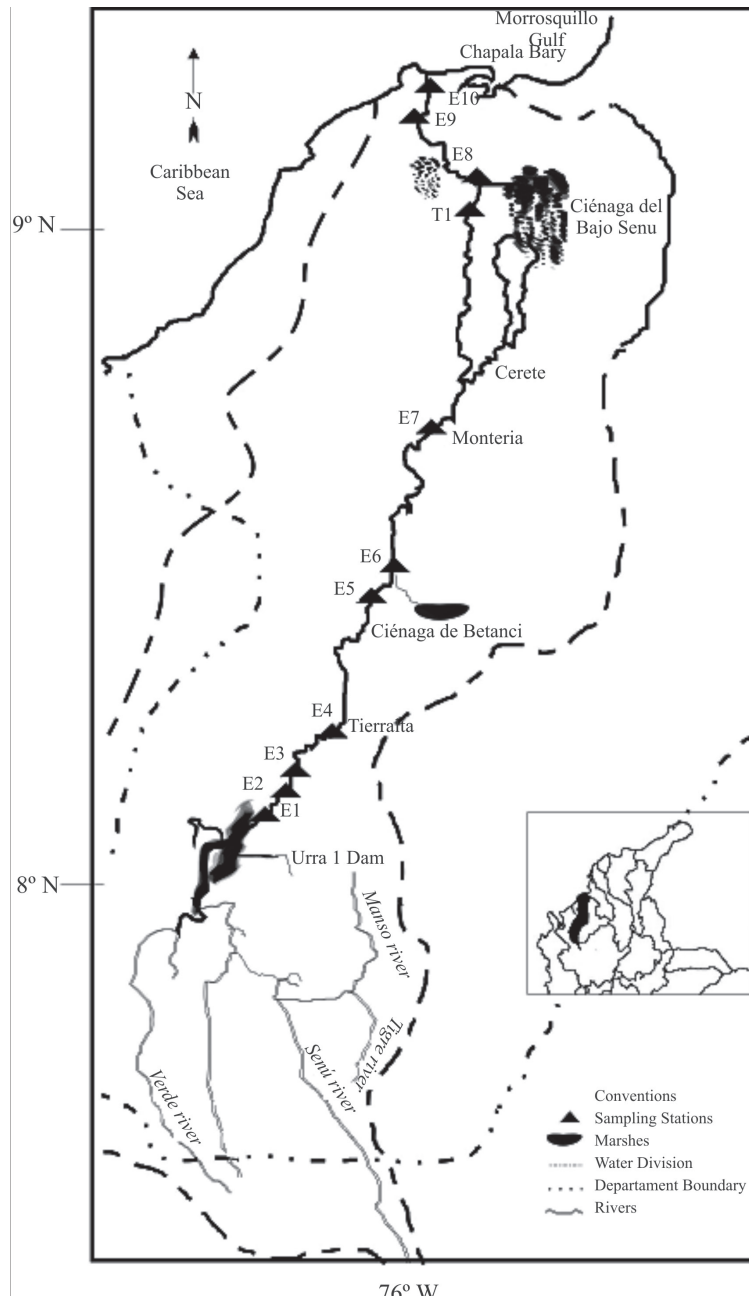 Morrosquillo
Gulf
Chapala Bary
N
E10
E9
Caribbean
Sea
E8
Ciénaga del
Bajo Senu
T1
9º N
Cerete
E7
Monteria
E6
E5
Ciénaga de Betanci
E4
Tierralta
E3
E2
E1
Urra 1 Dam
8º N
Manso river
Tigre river
Senú river
Verde river
Conventions
Sampling Stations
Marshes
Water Division
Departament Boundary
Rivers
76º W